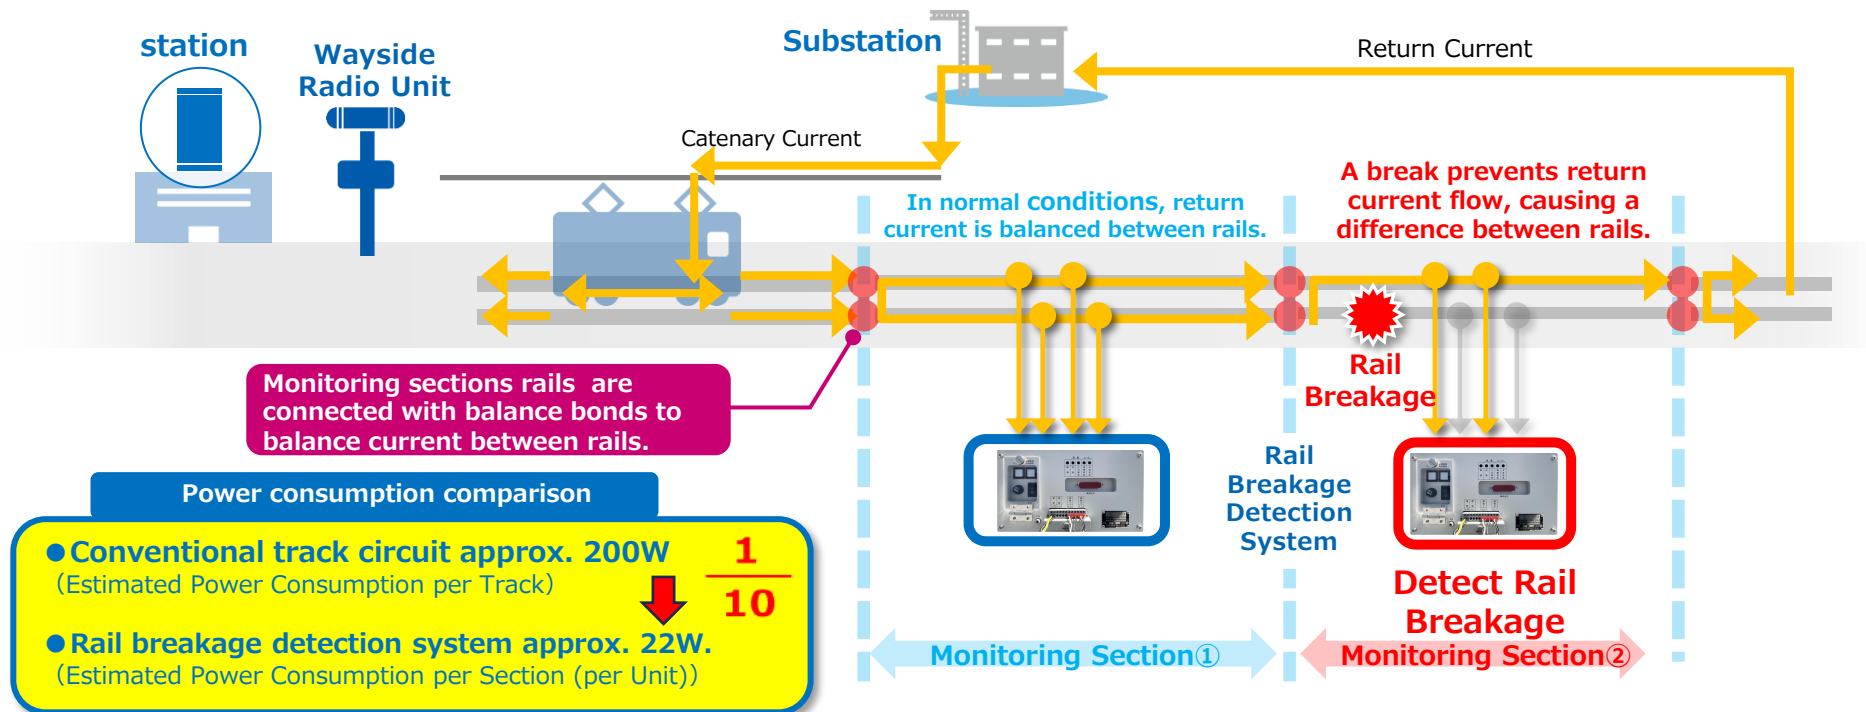 station
Wayside
Radio Unit
Substation
Return Current
Catenary Current
In normal conditions, return
current is balanced between rails.
A break prevents return
current flow, causing a
difference between rails.
Rail
Breakage
Monitoring sections rails are
connected with balance bonds to
balance current between rails.
Rail
Breakage
Detection
System
Detect Rail
Breakage
Monitoring Section①
Monitoring Section②
Power consumption comparison
●Conventional track circuit approx. 200W
（Estimated Power Consumption per Track）
1
10
●Rail breakage detection system approx. 22W.
（Estimated Power Consumption per Section (per Unit)）